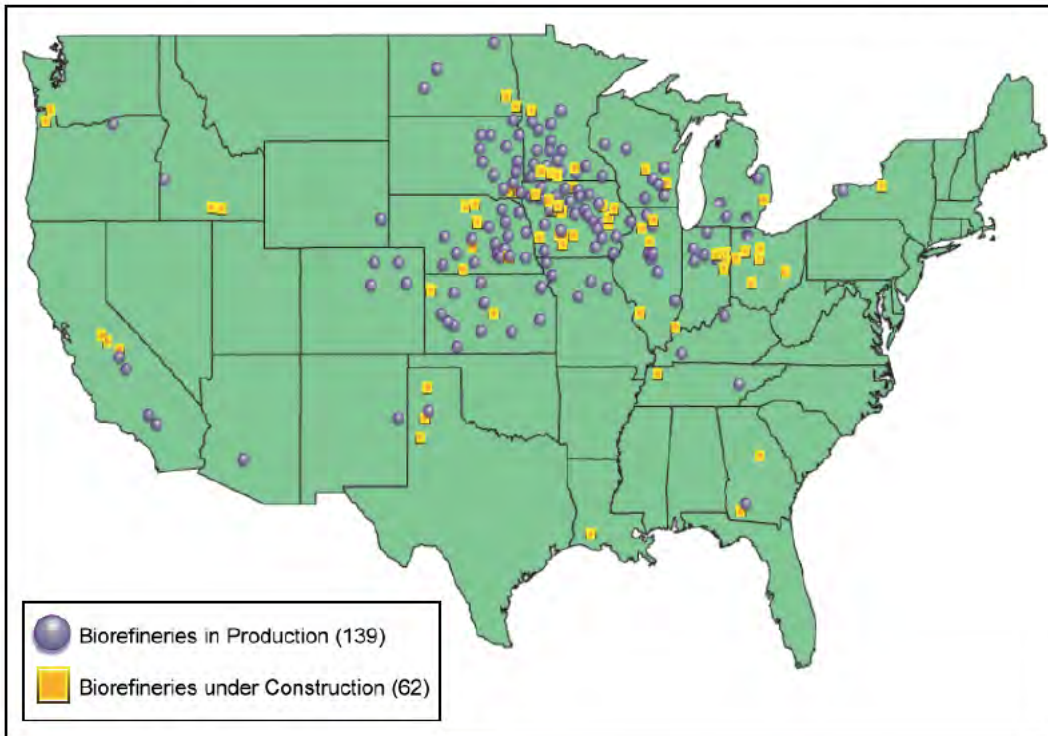 Biorefineries in Production (139)
Biorefineries under Construction (62)